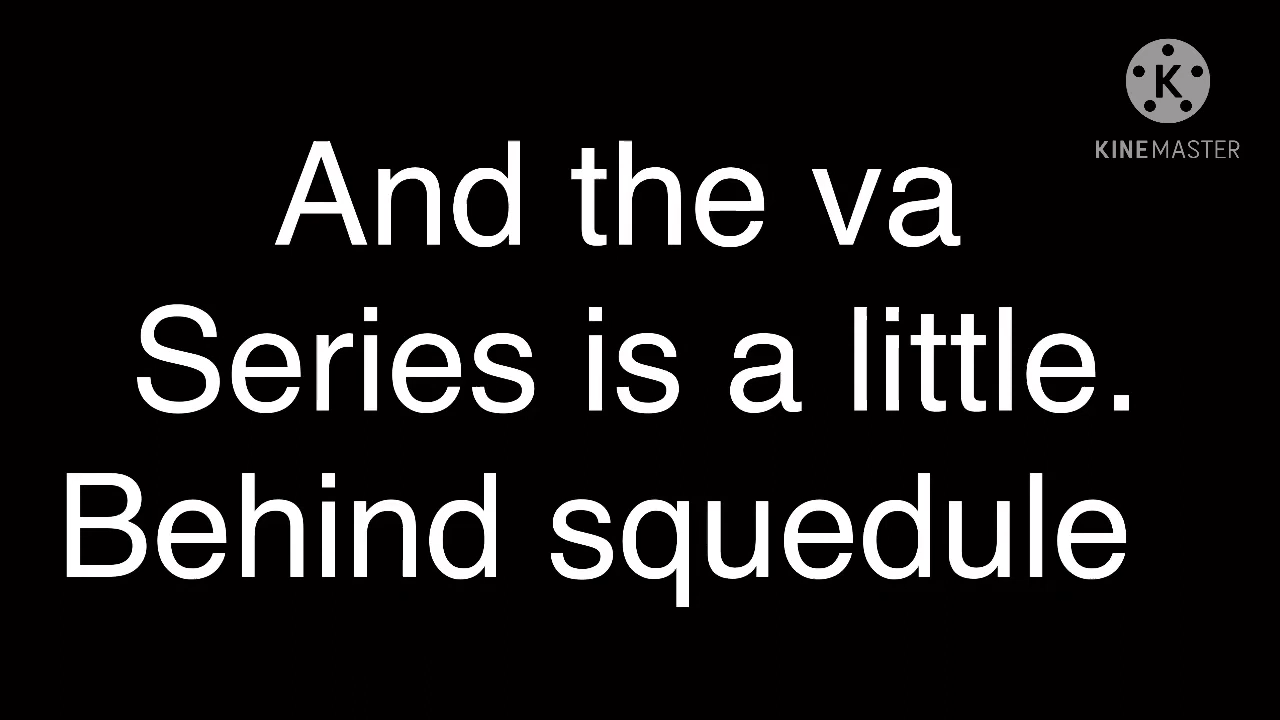 K
KINEMASTER
And the va
Series is a little.
Behind squedule